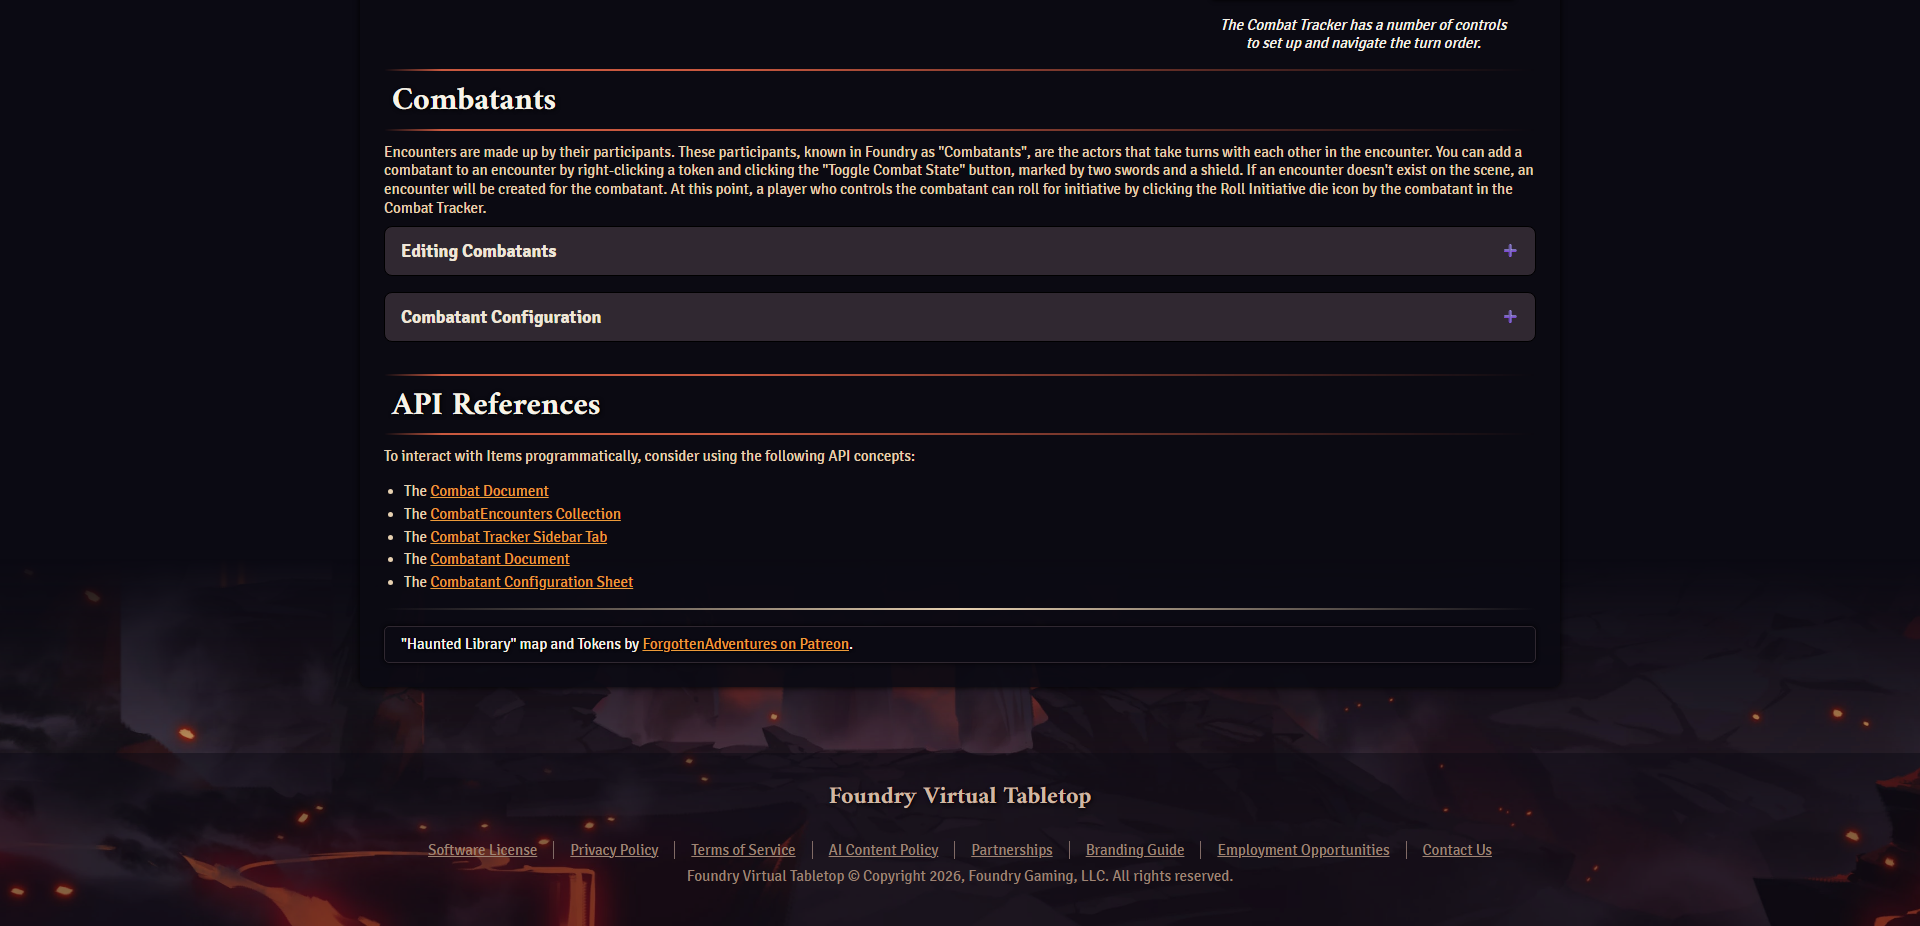 The Combat Tracker has a number of controls
to set up and navigate the turn order.
Combatants
Encounters are made up by their participants. These participants, known in Foundry as "Combatants", are the actors that take turns with each other in the encounter. You can add a
combatant to an encounter by right-clicking a token and clicking the "Toggle Combat State" button, marked by two swords and a shield. If an encounter doesn't exist on the scene, an
encounter will be created for the combatant. At this point, a player who controls the combatant can roll for initiative by clicking the Roll Initiative die icon by the combatant in the
Combat Tracker.
Editing Combatants
Combatant Configuration
API References
To interact with Items programmatically, consider using the following API concepts:
The Combat Document
The CombatEncounters Collection
The Combat Tracker Sidebar Tab
The Combatant Document
The Combatant Configuration Sheet
"Haunted Library" map and Tokens by ForgottenAdventures on Patreon.
Foundry Virtual Tabletop
Software License
Privacy Policy
Terms of Service
AI Content Policy
Partnerships
Branding Guide
Employment Opportunities
Contact Us
Foundry Virtual Tabletop © Copyright 2026, Foundry Gaming, LLC. All rights reserved.